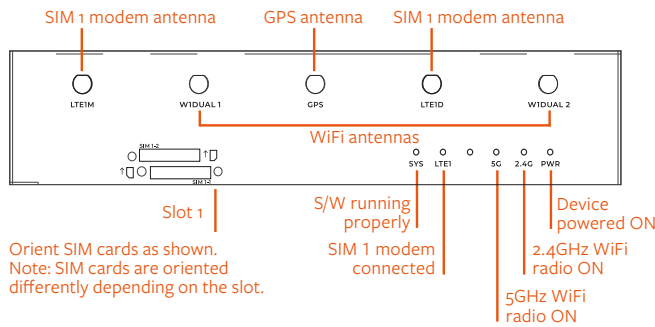 SIM 1 modem antenna
GPS antenna
SIM 1 modem antenna
LTE1M
W1DUAL 1
GPS
LTE1D
W1DUAL 2
WiFi antennas
SIM 1-2
SIM 1-1
SYS
LTE1
5G
2.4G
PWR
Slot 1
S/W running
properly
Device
powered ON
Orient SIM cards as shown.
Note: SIM cards are oriented
differently depending on the slot.
SIM 1 modem
connected
2.4GHz WiFi
radio ON
5GHz WiFi
radio ON